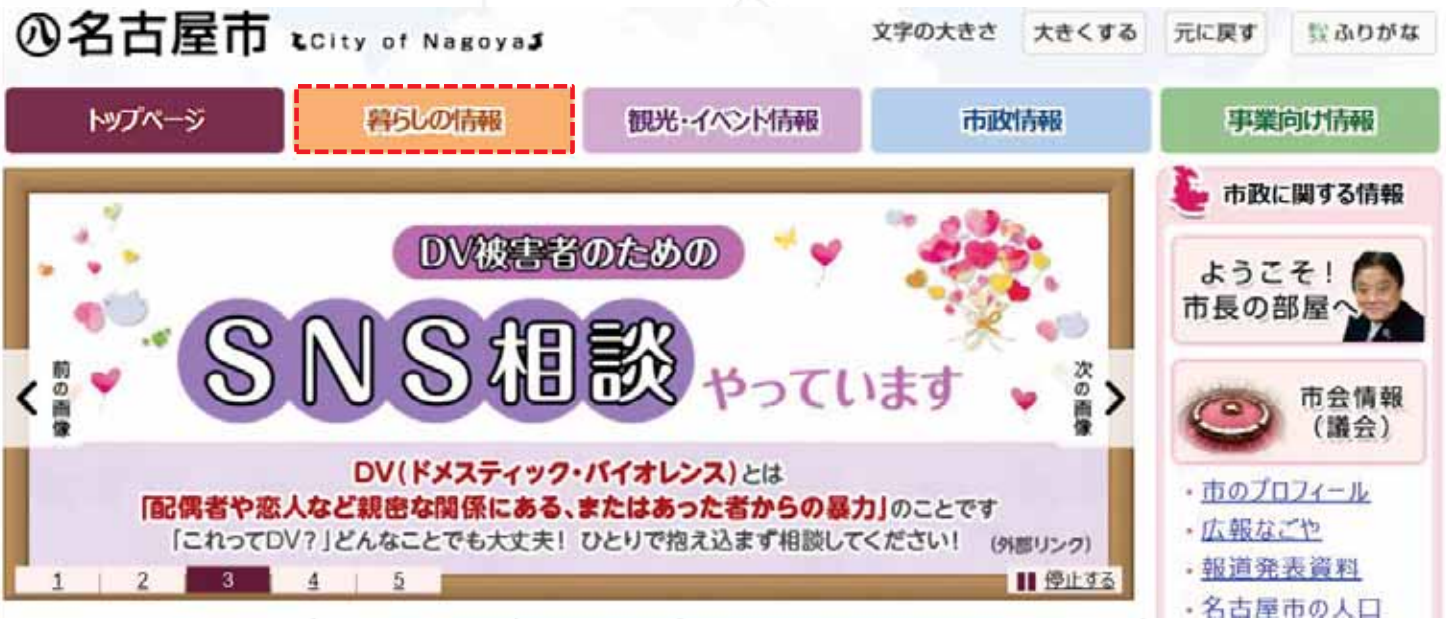 八名古屋市 City of Nagoya
文字の大きさ 大きくする 元に戻す ふりがな
トップページ 暮らしの情報 観光・イベント情報 市政情報 事業向け情報
DV被害者のための
SNS相談やっています
DV(ドメスティック・バイオレンス)とは
「配偶者や恋人など親密な関係にある、またはあった者からの暴力」のことです
「これってDV?」どんなことでも大丈夫! ひとりで抱え込まず相談してください! (外部リンク)
前の画像
次の画像
1 2 3 4 5 停止する
市政に関する情報
ようこそ!
市長の部屋へ
市会情報
(議会)
・市のプロフィール
・広報なごや
・報道発表資料
・名古屋市の人口